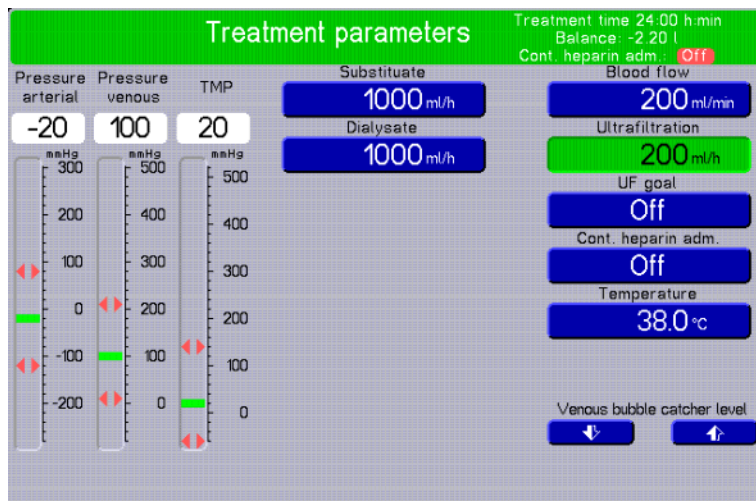 Treatment parameters
Treatment time 24:00 h:min
Balance: -2.20 l
Cont. heparin adm.: Off
Pressure arterial
Pressure venous
TMP
-20
100
20
mmHg
300
200
100
0
-100
-200
mmHg
500
400
300
200
100
0
mmHg
500
400
300
200
100
0
Substituate
1000 ml/h
Dialysate
1000 ml/h
Blood flow
200 ml/min
Ultrafiltration
200 ml/h
UF goal
Off
Cont. heparin adm.
Off
Temperature
38.0 °C
Venous bubble catcher level